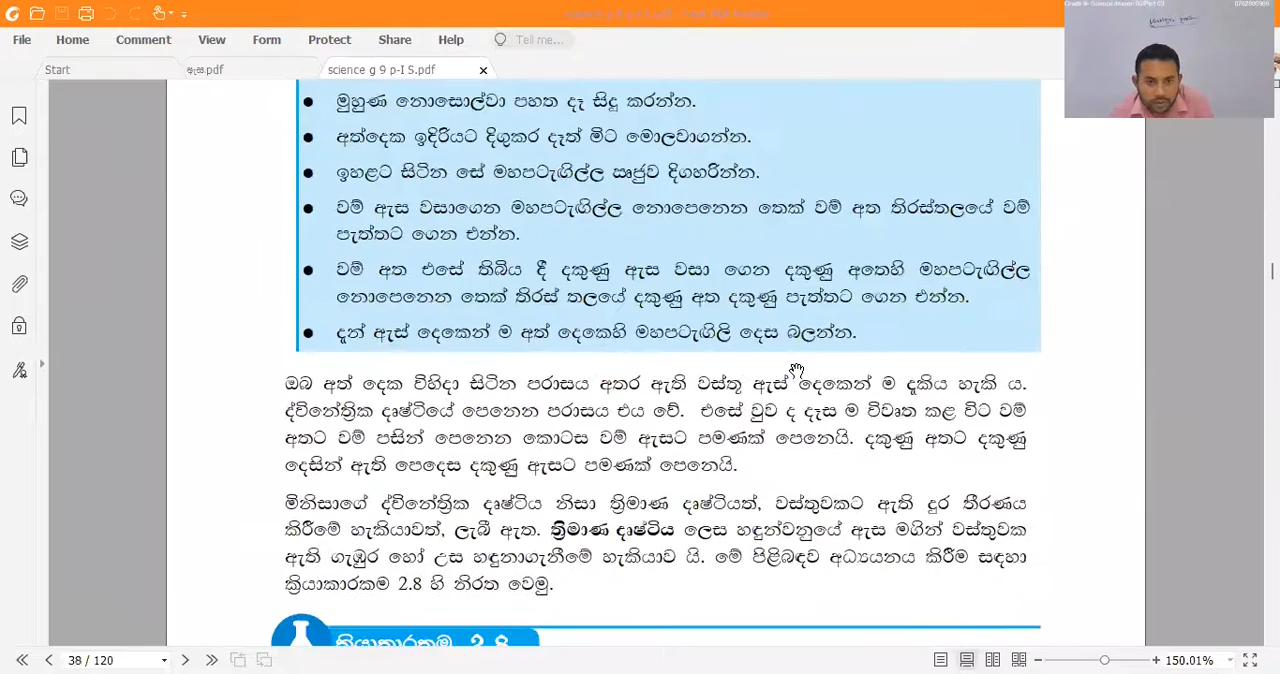 File Home Comment View Form Protect Share Help Tell me...
Start ඇස.pdf science g 9 p-I S.pdf
● මුහුණ නොසොල්වා පහත දෑ සිදු කරන්න.
● අත්දෙක ඉදිරියට දිගුකර දෑත් මිට මොලවාගන්න.
● ඉහළට සිටින සේ මහපටැඟිල්ල ඍජුව දිගහරින්න.
● වම් ඇස වසාගෙන මහපටැඟිල්ල නොපෙනෙන තෙක් වම් අත තිරස්තලයේ වම්
පැත්තට ගෙන එන්න.
● වම් අත එසේ තිබිය දී දකුණු ඇස වසා ගෙන දකුණු අතෙහි මහපටැඟිල්ල
නොපෙනෙන තෙක් තිරස් තලයේ දකුණු අත දකුණු පැත්තට ගෙන එන්න.
● දැන් ඇස් දෙකෙන් ම අත් දෙකෙහි මහපටැඟිලි දෙස බලන්න.
ඔබ අත් දෙක විහිදා සිටින පරාසය අතර ඇති වස්තූ ඇස් දෙකෙන් ම දැකිය හැකි ය.
ද්විනේත්‍රික දෘෂ්ටියේ පෙනෙන පරාසය එය වේ. එසේ වුව ද දෑස ම විවෘත කළ විට වම්
අතට වම් පසින් පෙනෙන කොටස වම් ඇසට පමණක් පෙනෙයි. දකුණු අතට දකුණු
දෙසින් ඇති පෙදෙස දකුණු ඇසට පමණක් පෙනෙයි.
මිනිසාගේ ද්විනේත්‍රික දෘෂ්ටිය නිසා ත්‍රිමාණ දෘෂ්ටියත්, වස්තුවකට ඇති දුර තීරණය
කිරීමේ හැකියාවත්, ලැබී ඇත. ත්‍රිමාණ දෘෂ්ටිය ලෙස හඳුන්වනුයේ ඇස මගින් වස්තුවක
ඇති ගැඹුර හෝ උස හඳුනාගැනීමේ හැකියාව යි. මේ පිළිබඳව අධ්‍යයනය කිරීම සඳහා
ක්‍රියාකාරකම 2.8 හි නිරත වෙමු.
ක්‍රියාකාරකම 2.8
38 / 120 150.01%